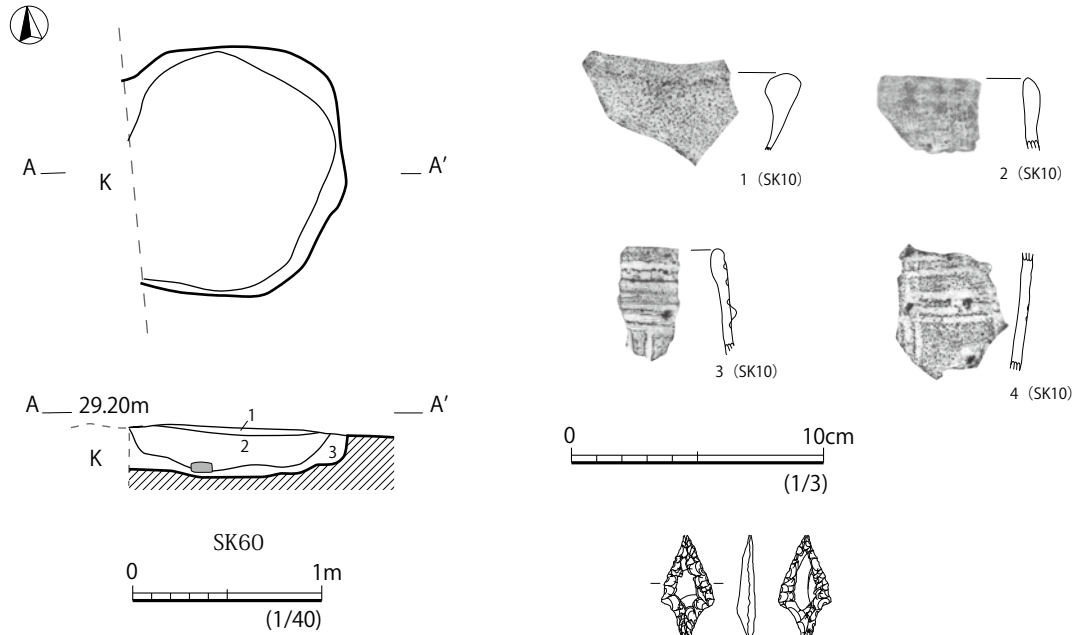 A
K
A'
A
29.20m
1
A'
2
3
K
SK60
0
1m
(1/40)
1（SK10）
2（SK10）
3（SK10）
4（SK10）
0
10cm
(1/3)